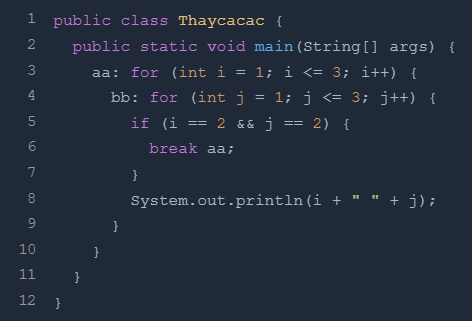 1 public class Thaycacac {
2 public static void main(String[] args) {
3 aa: for (int i = 1; i <= 3; i++) {
4 bb: for (int j = 1; j <= 3; j++) {
5 if (i == 2 && j == 2) {
6 break aa;
7 }
8 System.out.println(i + " " + j);
9 }
10 }
11 }
12 }